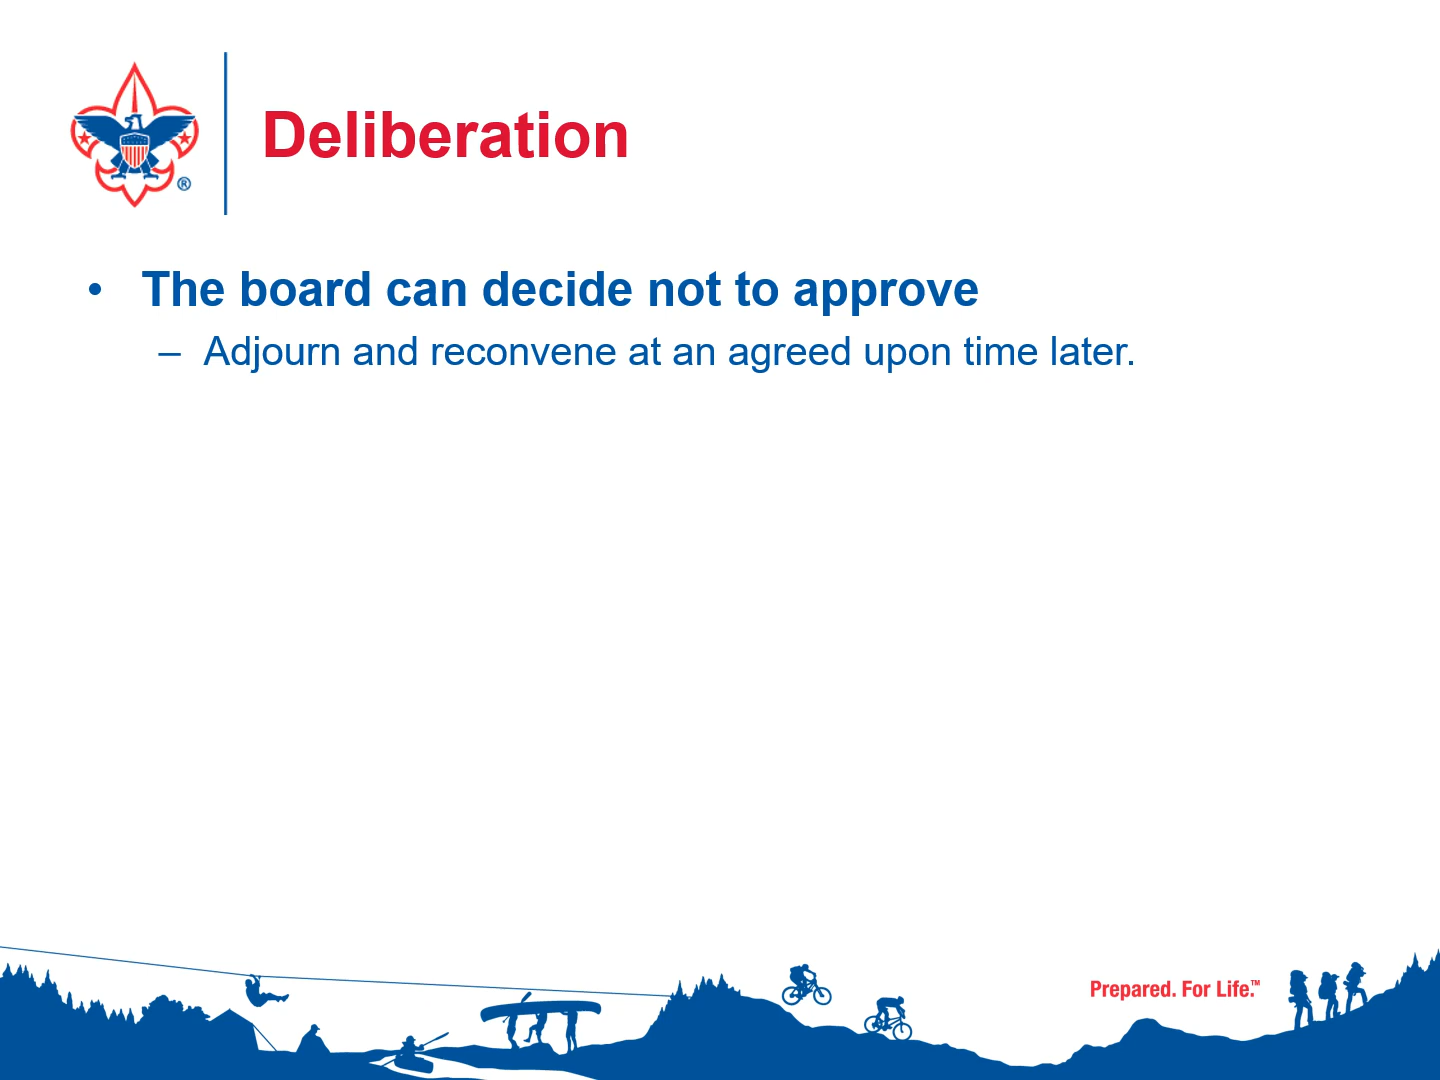 ®
Deliberation
• The board can decide not to approve
– Adjourn and reconvene at an agreed upon time later.
Prepared. For Life.™